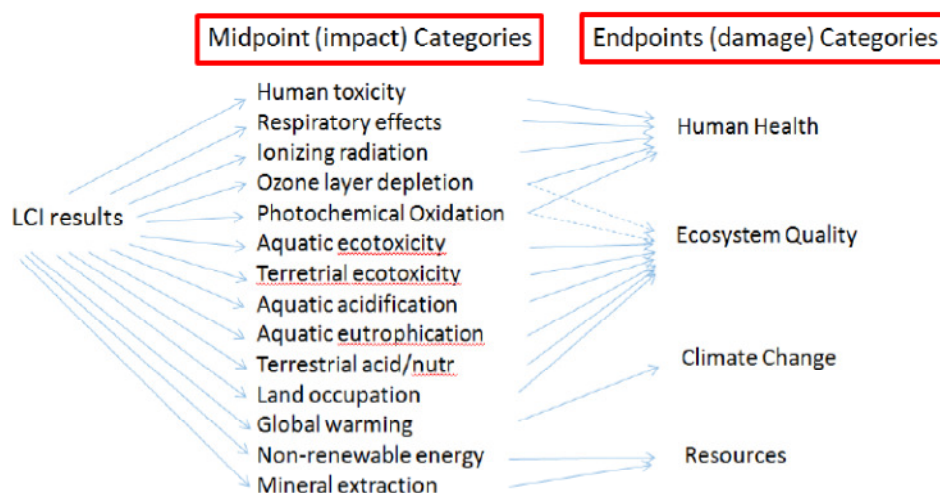 Midpoint (impact) Categories
Endpoints (damage) Categories
Human toxicity
Respiratory effects
Ionizing radiation
Ozone layer depletion
Photochemical Oxidation
Aquatic ecotoxicity
Terretrial ecotoxicity
Aquatic acidification
Aquatic eutrophication
Terrestrial acid/nutr
Land occupation
Global warming
Non-renewable energy
Mineral extraction
LCI results
Human Health
Ecosystem Quality
Climate Change
Resources